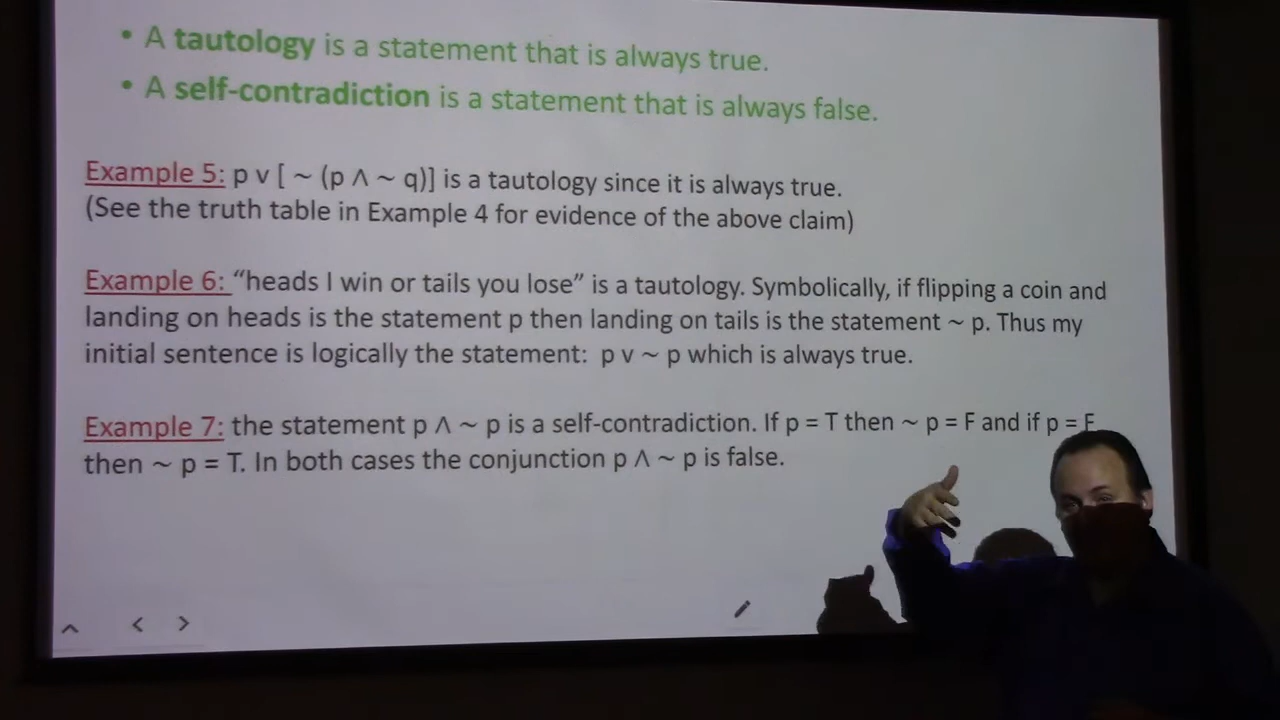 • A tautology is a statement that is always true.
• A self-contradiction is a statement that is always false.
Example 5: p v [ ~ (p ∧ ~ q)] is a tautology since it is always true.
(See the truth table in Example 4 for evidence of the above claim)
Example 6: “heads I win or tails you lose” is a tautology. Symbolically, if flipping a coin and
landing on heads is the statement p then landing on tails is the statement ~ p. Thus my
initial sentence is logically the statement: p v ~ p which is always true.
Example 7: the statement p ∧ ~ p is a self-contradiction. If p = T then ~ p = F and if p = F
then ~ p = T. In both cases the conjunction p ∧ ~ p is false.